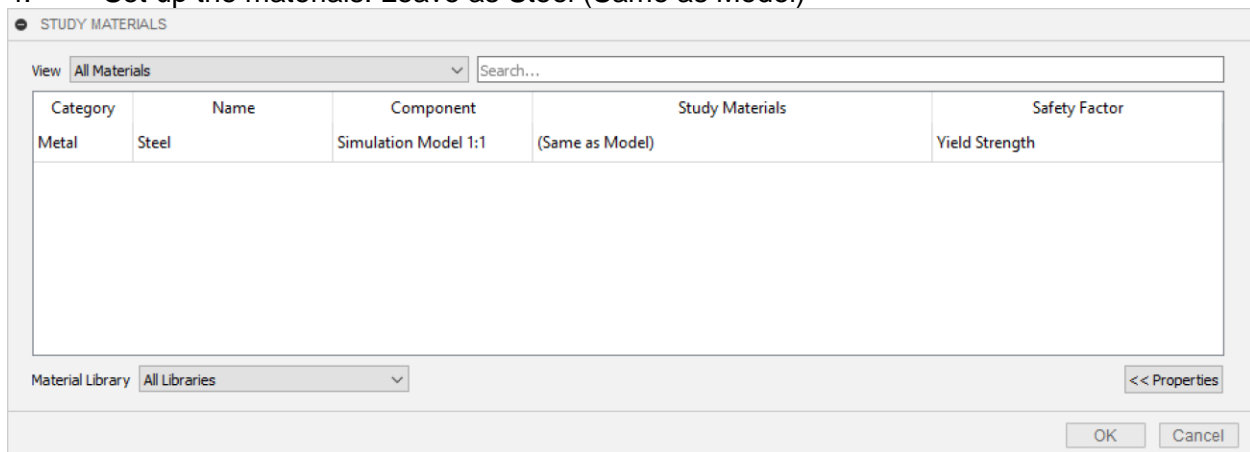 Set up the materials. Leave as Steel (Same as Model)
STUDY MATERIALS
View All Materials Search...
Category Name Component Study Materials Safety Factor
Metal Steel Simulation Model 1:1 (Same as Model) Yield Strength
Material Library All Libraries << Properties
OK Cancel